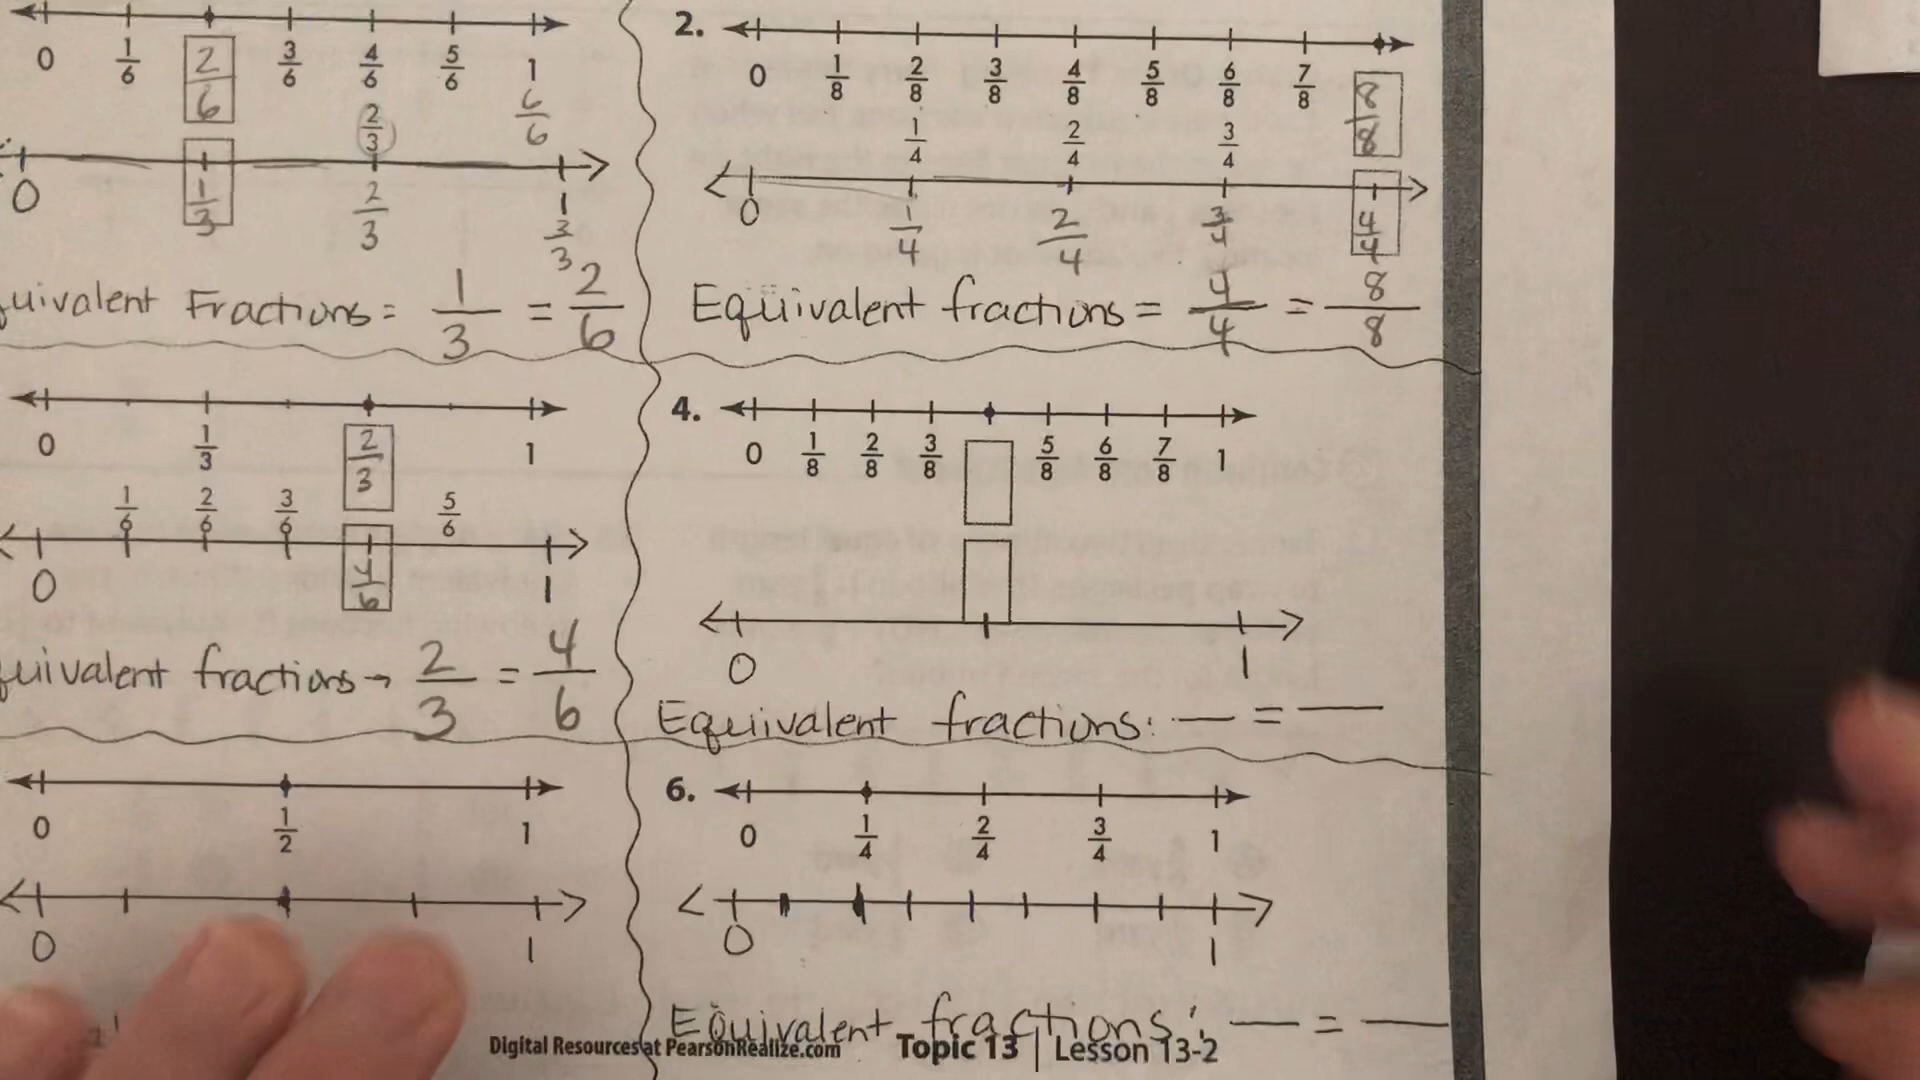 0 1/6 2/6 3/6 4/6 5/6 1
2/3 6/6
0 1/3 2/3 1
3/3
uivalent Fractions = 1/3 = 2/6
2.
0 1/8 2/8 3/8 4/8 5/8 6/8 7/8 8/8
1/4 2/4 3/4
0 1/4 2/4 3/4 4/4
Equivalent fractions = 4/4 = 8/8
0 1/3 2/3 1
1/6 2/6 3/6 5/6
0 4/6 1
uivalent fractions → 2/3 = 4/6
4.
0 1/8 2/8 3/8 5/8 6/8 7/8 1
0 1
Equivalent fractions: __ = __
0 1/2 1
0 1
6.
0 1/4 2/4 3/4 1
0 1
Equivalent fractions: __ = __
Digital Resources at PearsonRealize.com Topic 13 | Lesson 13-2